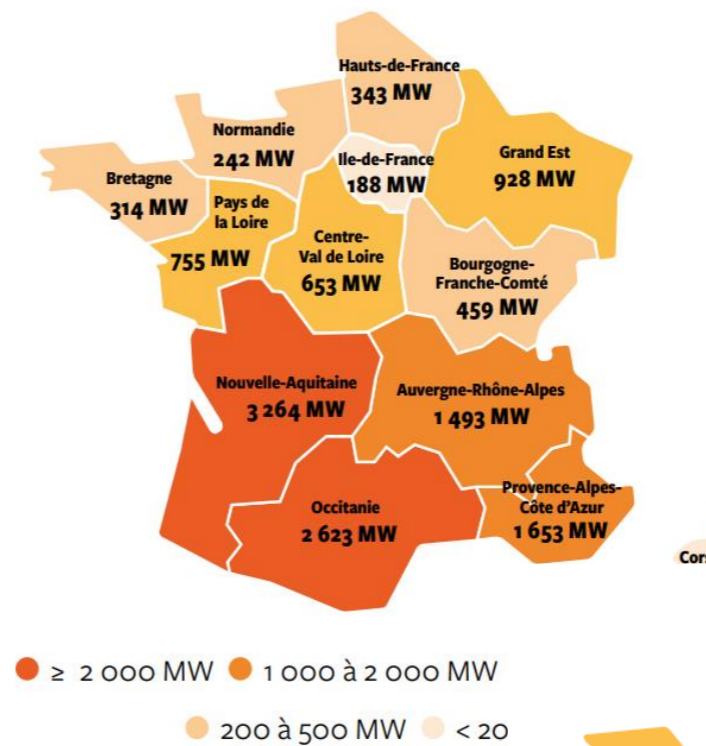 Hauts-de-France
343 MW
Normandie
242 MW
Ile-de-France
188 MW
Grand Est
928 MW
Bretagne
314 MW
Pays de
la Loire
755 MW
Centre-
Val de Loire
653 MW
Bourgogne-
Franche-Comté
459 MW
Nouvelle-Aquitaine
3 264 MW
Auvergne-Rhône-Alpes
1 493 MW
Occitanie
2 623 MW
Provence-Alpes-
Côte d'Azur
1 653 MW
Cors
≥ 2 000 MW
1 000 à 2 000 MW
200 à 500 MW
< 20